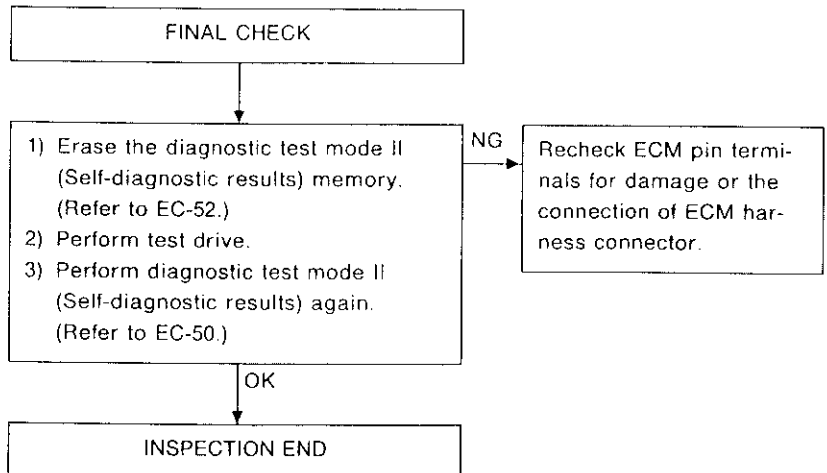 FINAL CHECK
1) Erase the diagnostic test mode II
(Self-diagnostic results) memory.
(Refer to EC-52.)
2) Perform test drive.
3) Perform diagnostic test mode II
(Self-diagnostic results) again.
(Refer to EC-50.)
NG
Recheck ECM pin termi-
nals for damage or the
connection of ECM har-
ness connector.
OK
INSPECTION END